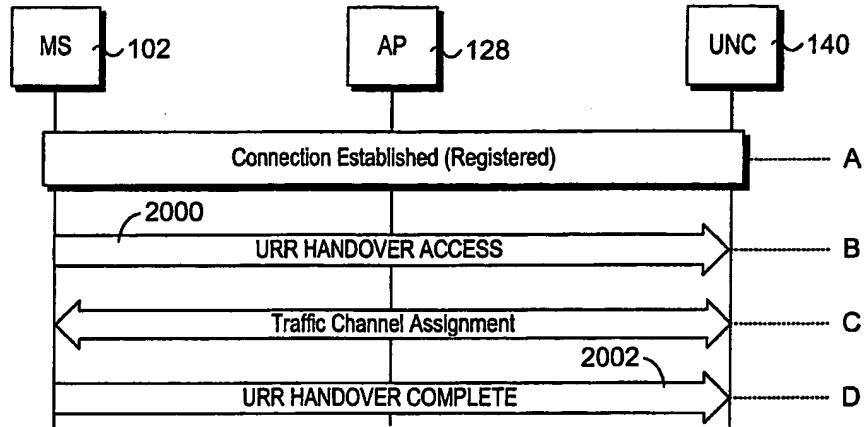 MS 102 AP 128 UNC 140
Connection Established (Registered) A
2000
URR HANDOVER ACCESS B
Traffic Channel Assignment C
2002
URR HANDOVER COMPLETE D